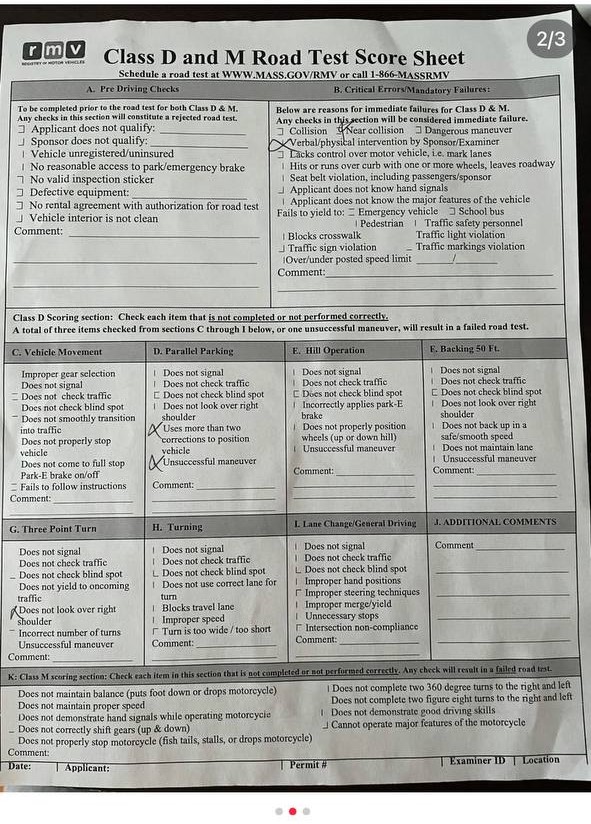 2/3
rmv
REGISTRY OF MOTOR VEHICLES
Class D and M Road Test Score Sheet
Schedule a road test at WWW.MASS.GOV/RMV or call 1-866-MASSRMV
A. Pre Driving Checks
To be completed prior to the road test for both Class D & M.
Any checks in this section will constitute a rejected road test.
Applicant does not qualify:
Sponsor does not qualify:
Vehicle unregistered/uninsured
No reasonable access to park/emergency brake
No valid inspection sticker
Defective equipment:
No rental agreement with authorization for road test
Vehicle interior is not clean
Comment:
B. Critical Errors/Mandatory Failures:
Below are reasons for immediate failures for Class D & M.
Any checks in this section will be considered immediate failure.
Collision Near collision Dangerous maneuver
Verbal/physical intervention by Sponsor/Examiner
Lacks control over motor vehicle, i.e. mark lanes
Hits or runs over curb with one or more wheels, leaves roadway
Seat belt violation, including passengers/sponsor
Applicant does not know hand signals
Applicant does not know the major features of the vehicle
Fails to yield to: Emergency vehicle School bus
Pedestrian Traffic safety personnel
Blocks crosswalk Traffic light violation
Traffic sign violation Traffic markings violation
Over/under posted speed limit /
Comment:
Class D Scoring section: Check each item that is not completed or not performed correctly.
A total of three items checked from sections C through I below, or one unsuccessful maneuver, will result in a failed road test.
C. Vehicle Movement
Improper gear selection
Does not signal
Does not check traffic
Does not check blind spot
Does not smoothly transition
into traffic
Does not properly stop
vehicle
Does not come to full stop
Park-E brake on/off
Fails to follow instructions
Comment:
D. Parallel Parking
Does not signal
Does not check traffic
Does not check blind spot
Does not look over right
shoulder
Uses more than two
corrections to position
vehicle
Unsuccessful maneuver
Comment:
E. Hill Operation
Does not signal
Does not check traffic
Does not check blind spot
Incorrectly applies park-E
brake
Does not properly position
wheels (up or down hill)
Unsuccessful maneuver
Comment:
F. Backing 50 Ft.
Does not signal
Does not check traffic
Does not check blind spot
Does not look over right
shoulder
Does not back up in a
safe/smooth speed
Does not maintain lane
Unsuccessful maneuver
Comment:
G. Three Point Turn
Does not signal
Does not check traffic
Does not check blind spot
Does not yield to oncoming
traffic
Does not look over right
shoulder
Incorrect number of turns
Unsuccessful maneuver
Comment:
H. Turning
Does not signal
Does not check traffic
Does not check blind spot
Does not use correct lane for
turn
Blocks travel lane
Improper speed
Turn is too wide / too short
Comment:
I. Lane Change/General Driving
Does not signal
Does not check traffic
Does not check blind spot
Improper hand positions
Improper steering techniques
Improper merge/yield
Unnecessary stops
Intersection non-compliance
Comment:
J. ADDITIONAL COMMENTS
Comment
K: Class M scoring section: Check each item in this section that is not completed or not performed correctly. Any check will result in a failed road test.
Does not maintain balance (puts foot down or drops motorcycle)
Does not maintain proper speed
Does not demonstrate hand signals while operating motorcycle
Does not correctly shift gears (up & down)
Does not properly stop motorcycle (fish tails, stalls, or drops motorcycle)
Comment:
Does not complete two 360 degree turns to the right and left
Does not complete two figure eight turns to the right and left
Does not demonstrate good driving skills
Cannot operate major features of the motorcycle
Date: Applicant: Permit # Examiner ID Location